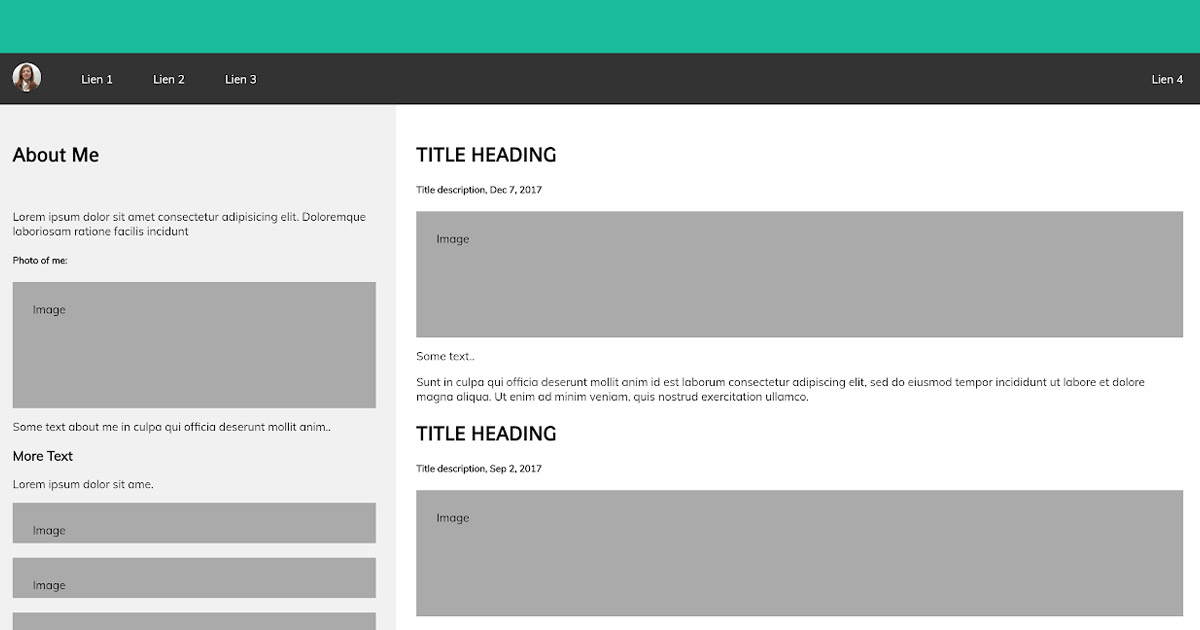 Lien 1
Lien 2
Lien 3
Lien 4
About Me
Lorem ipsum dolor sit amet consectetur adipisicing elit. Doloremque
laboriosam ratione facilis incidunt
Photo of me:
Image
Some text about me in culpa qui officia deserunt mollit anim..
More Text
Lorem ipsum dolor sit ame.
Image
Image
TITLE HEADING
Title description, Dec 7, 2017
Image
Some text..
Sunt in culpa qui officia deserunt mollit anim id est laborum consectetur adipiscing elit, sed do eiusmod tempor incididunt ut labore et dolore
magna aliqua. Ut enim ad minim veniam, quis nostrud exercitation ullamco.
TITLE HEADING
Title description, Sep 2, 2017
Image